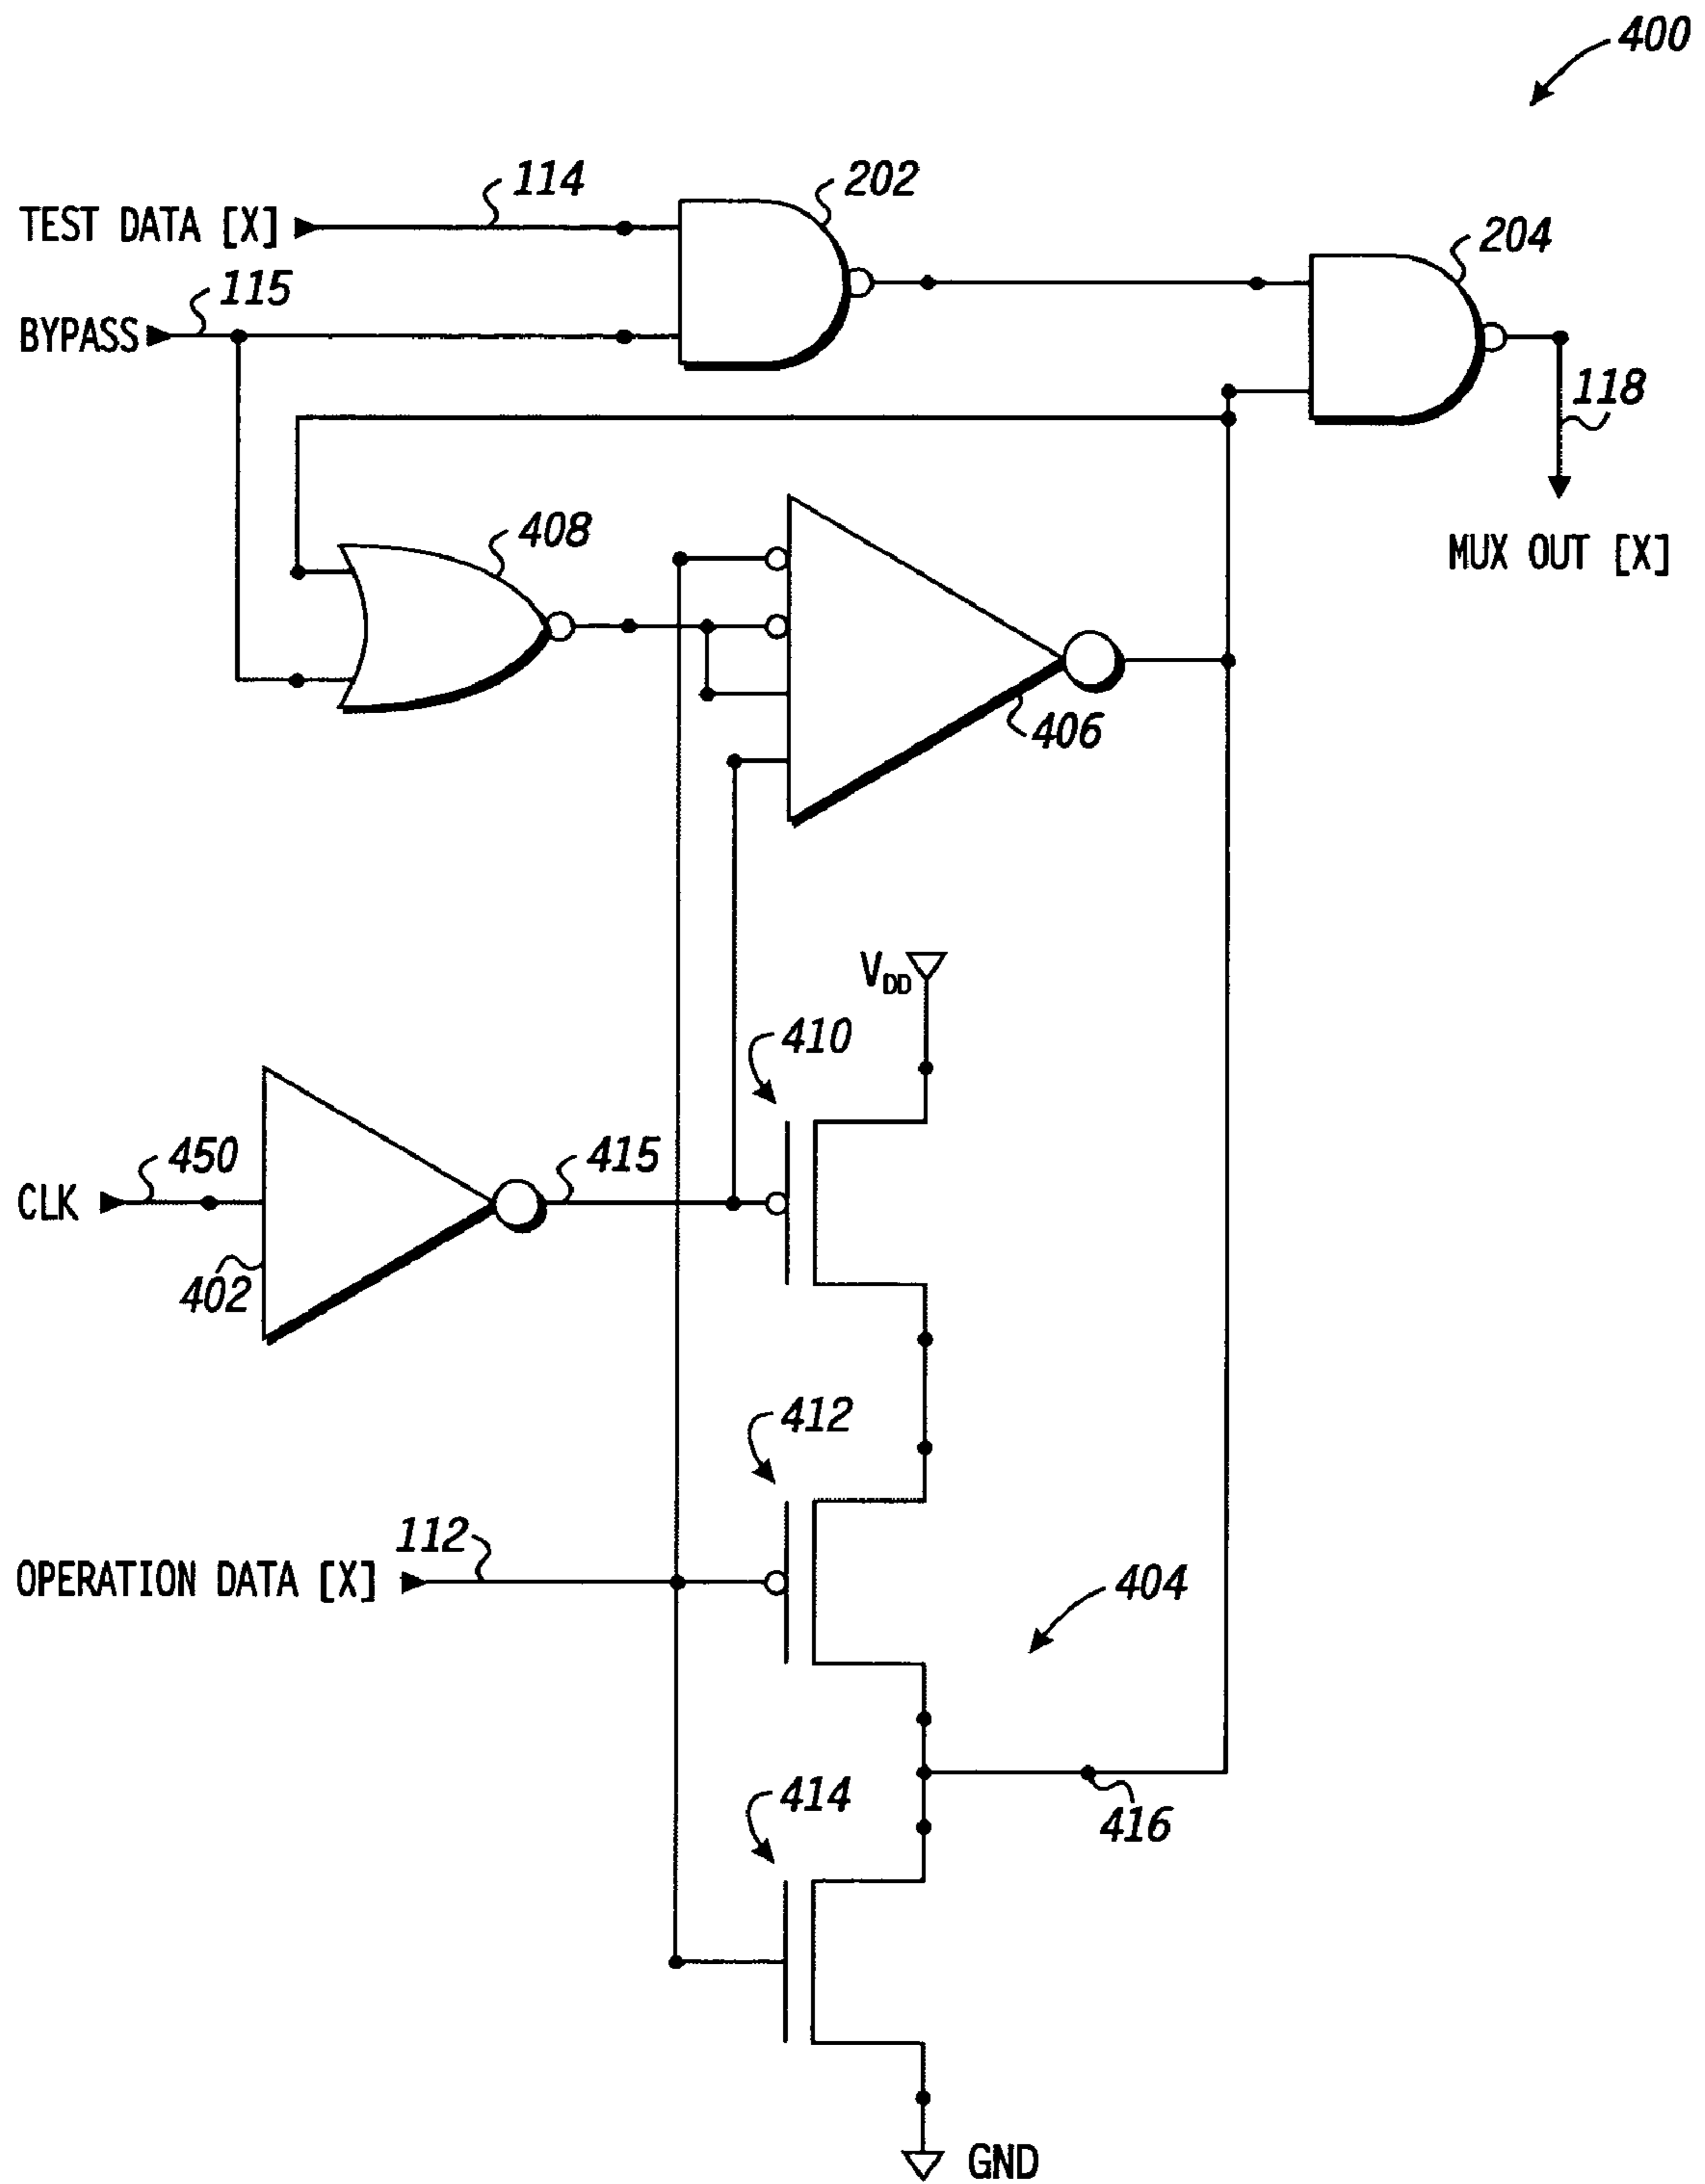 400
114
202
TEST DATA [X]
204
115
BYPASS
118
408
MUX OUT [X]
406
VDD
410
450
415
CLK
402
412
112
OPERATION DATA [X]
404
414
416
GND